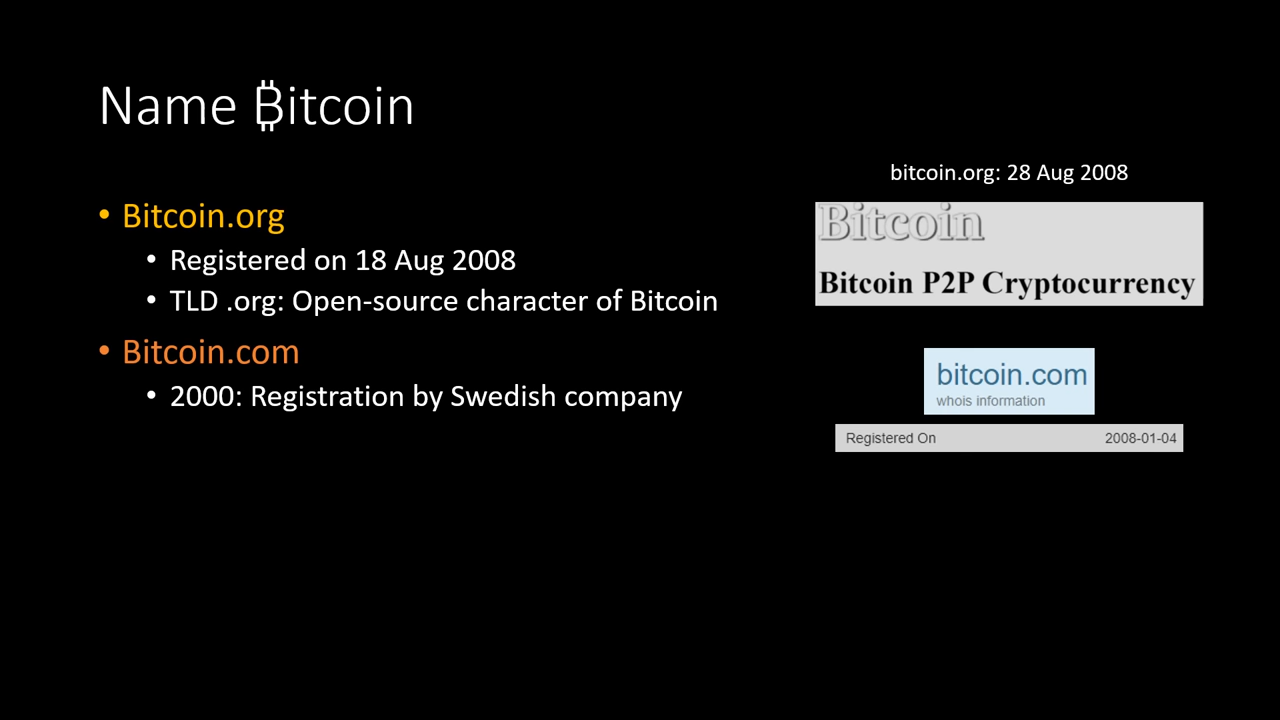 Name ₿itcoin
bitcoin.org: 28 Aug 2008
• Bitcoin.org
• Registered on 18 Aug 2008
• TLD .org: Open-source character of Bitcoin
• Bitcoin.com
• 2000: Registration by Swedish company
Bitcoin
Bitcoin P2P Cryptocurrency
bitcoin.com
whois information
Registered On 2008-01-04